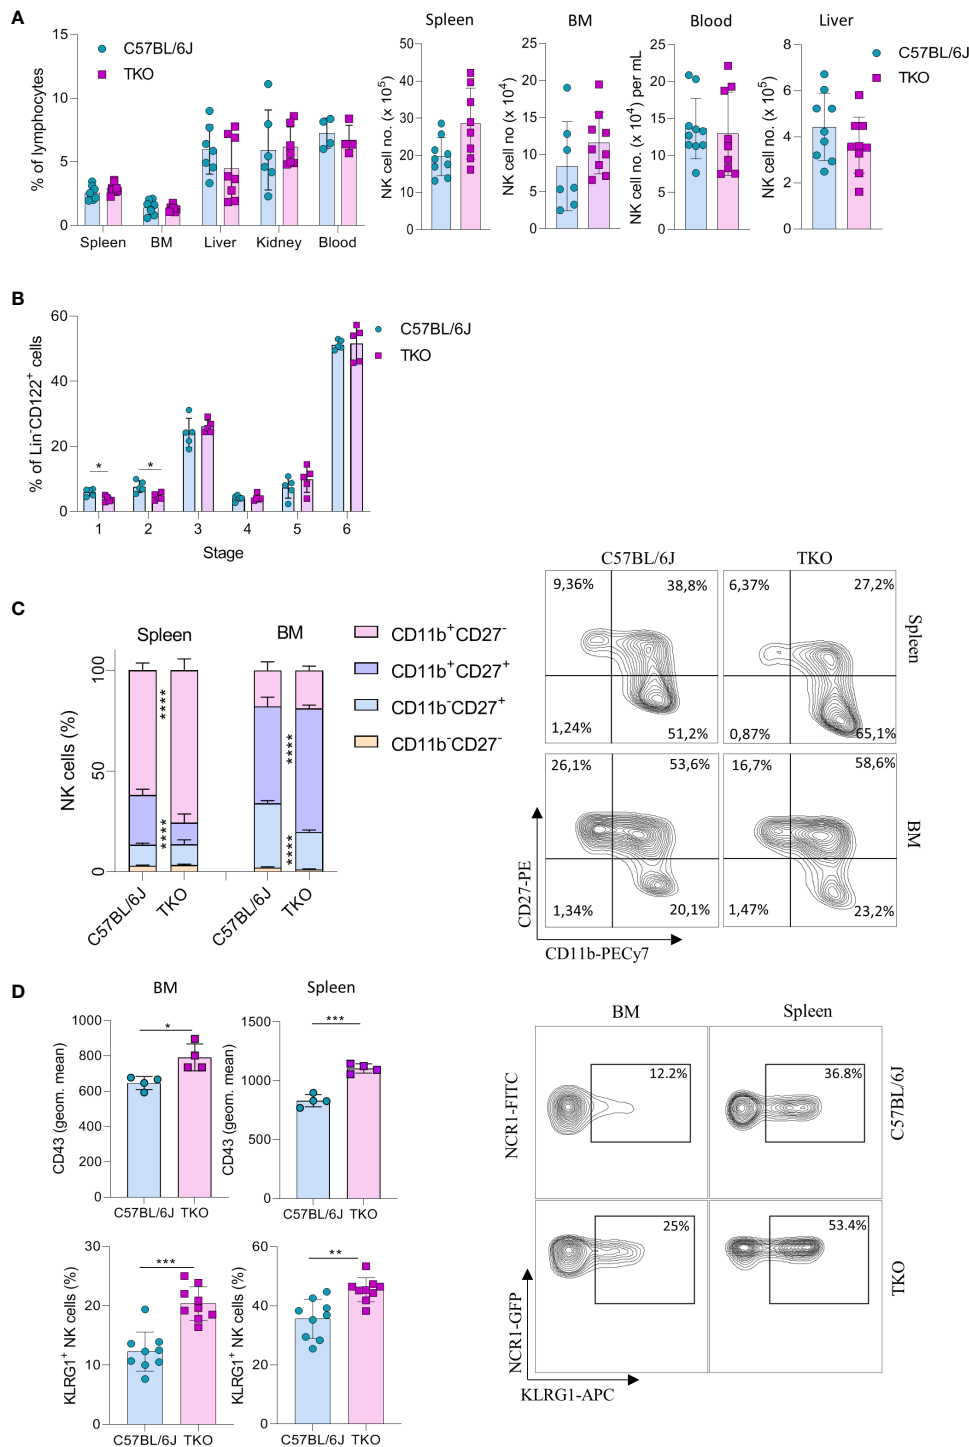 A
C57BL/6J
TKO
% of lymphocytes
15
10
5
0
Spleen BM Liver Kidney Blood
Spleen
NK cell no. (x 10⁵)
50
40
30
20
10
0
BM
NK cell no (x 10⁴)
25
20
15
10
5
0
Blood
NK cell no. (x 10⁴) per mL
25
20
15
10
5
0
Liver
NK cell no. (x 10⁵)
8
6
4
2
0
C57BL/6J
TKO
B
% of Lin⁻CD122⁺ cells
60
40
20
0
* *
1 2 3 4 5 6
Stage
C57BL/6J
TKO
C
Spleen BM
NK cells (%)
100
50
0
****
****
****
****
C57BL/6J TKO C57BL/6J TKO
CD11b⁺CD27⁻
CD11b⁺CD27⁺
CD11b⁻CD27⁺
CD11b⁻CD27⁻
C57BL/6J TKO
9,36% 38,8% 6,37% 27,2%
1,24% 51,2% 0,87% 65,1%
Spleen
26,1% 53,6% 16,7% 58,6%
1,34% 20,1% 1,47% 23,2%
BM
CD27-PE
CD11b-PECy7
D
BM
CD43 (geom. mean)
1000
800
600
400
200
0
*
C57BL/6J TKO
Spleen
CD43 (geom. mean)
1500
1000
500
0
***
C57BL/6J TKO
KLRG1⁺ NK cells (%)
30
20
10
0
***
C57BL/6J TKO
KLRG1⁺ NK cells (%)
60
40
20
0
**
C57BL/6J TKO
BM Spleen
NCR1-FITC
12.2% 36.8%
C57BL/6J
25% 53.4%
TKO
NCR1-GFP
KLRG1-APC